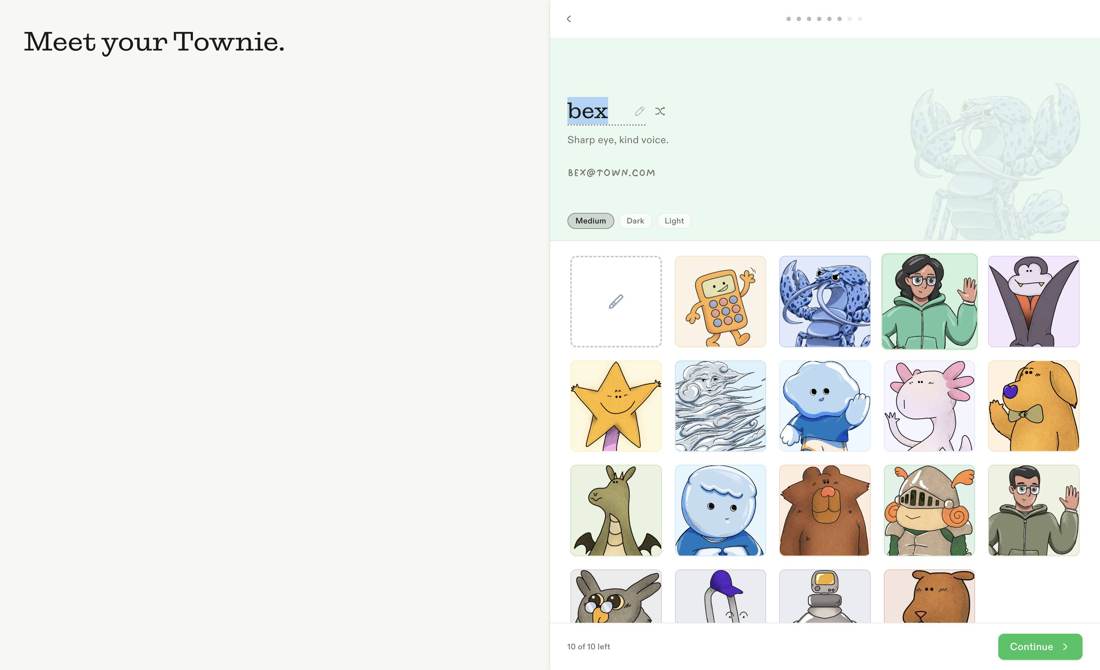 Meet your Townie.
bex
Sharp eye, kind voice.
BEX@TOWN.COM
Medium Dark Light
10 of 10 left
Continue